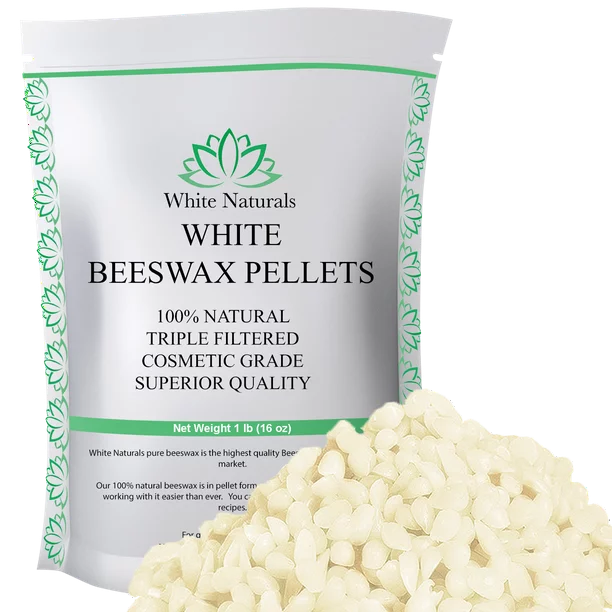 White Naturals
WHITE
BEESWAX PELLETS
100% NATURAL
TRIPLE FILTERED
COSMETIC GRADE
SUPERIOR QUALITY
Net Weight 1 lb (16 oz)
White Naturals pure beeswax is the highest quality
market.
Our 100% natural beeswax is in pellet
working with it easier than ever. You
recipes.